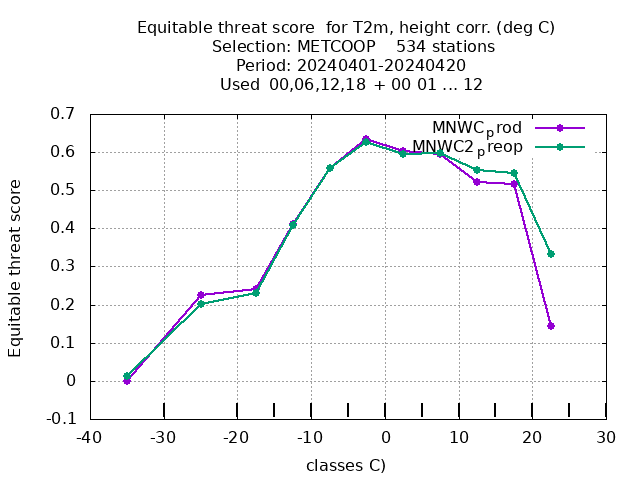 Equitable threat score  for T2m, height corr. (deg C)
Selection: METCOOP    534 stations
Period: 20240401-20240420
Used  00,06,12,18  + 00 01 ... 12
MNWCprod
MNWC2preop
Equitable threat score
0.7
0.6
0.5
0.4
0.3
0.2
0.1
0
-0.1
-40 -30 -20 -10 0 10 20 30
classes C)